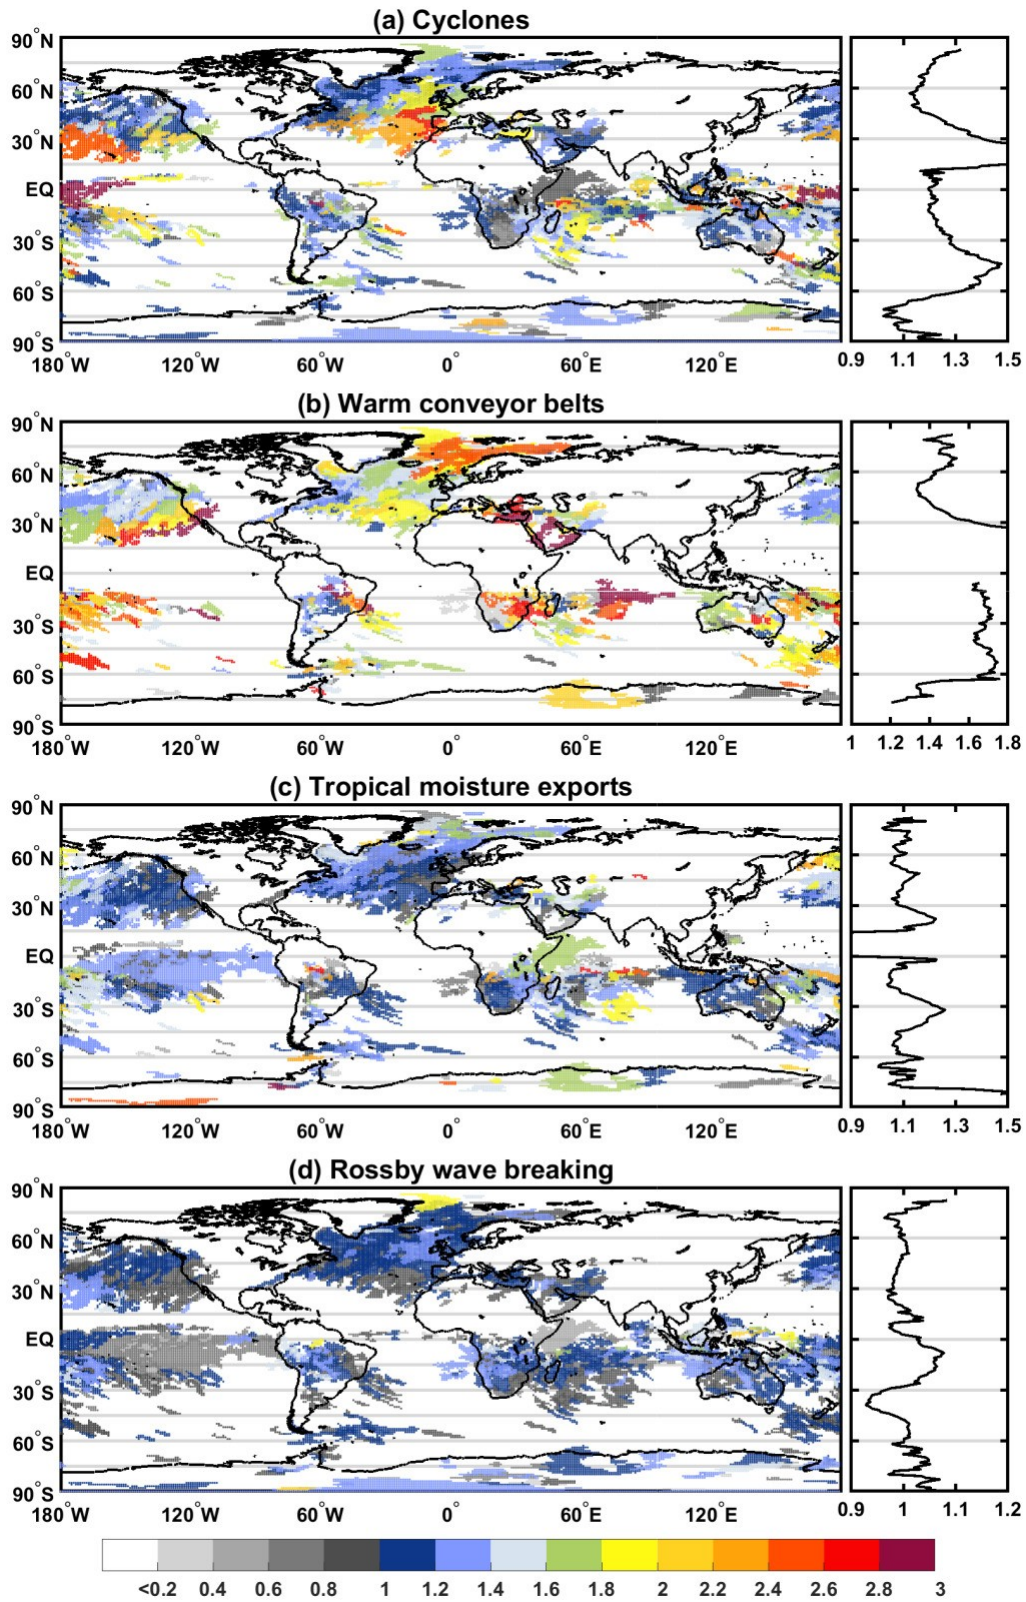 (a) Cyclones
90°N
60°N
30°N
EQ
30°S
60°S
90°S
180°W 120°W 60°W 0° 60°E 120°E 0.9 1.1 1.3 1.5
(b) Warm conveyor belts
90°N
60°N
30°N
EQ
30°S
60°S
90°S
180°W 120°W 60°W 0° 60°E 120°E 1 1.2 1.4 1.6 1.8
(c) Tropical moisture exports
90°N
60°N
30°N
EQ
30°S
60°S
90°S
180°W 120°W 60°W 0° 60°E 120°E 0.9 1.1 1.3 1.5
(d) Rossby wave breaking
90°N
60°N
30°N
EQ
30°S
60°S
90°S
180°W 120°W 60°W 0° 60°E 120°E 0.9 1 1.1 1.2
<0.2 0.4 0.6 0.8 1 1.2 1.4 1.6 1.8 2 2.2 2.4 2.6 2.8 3